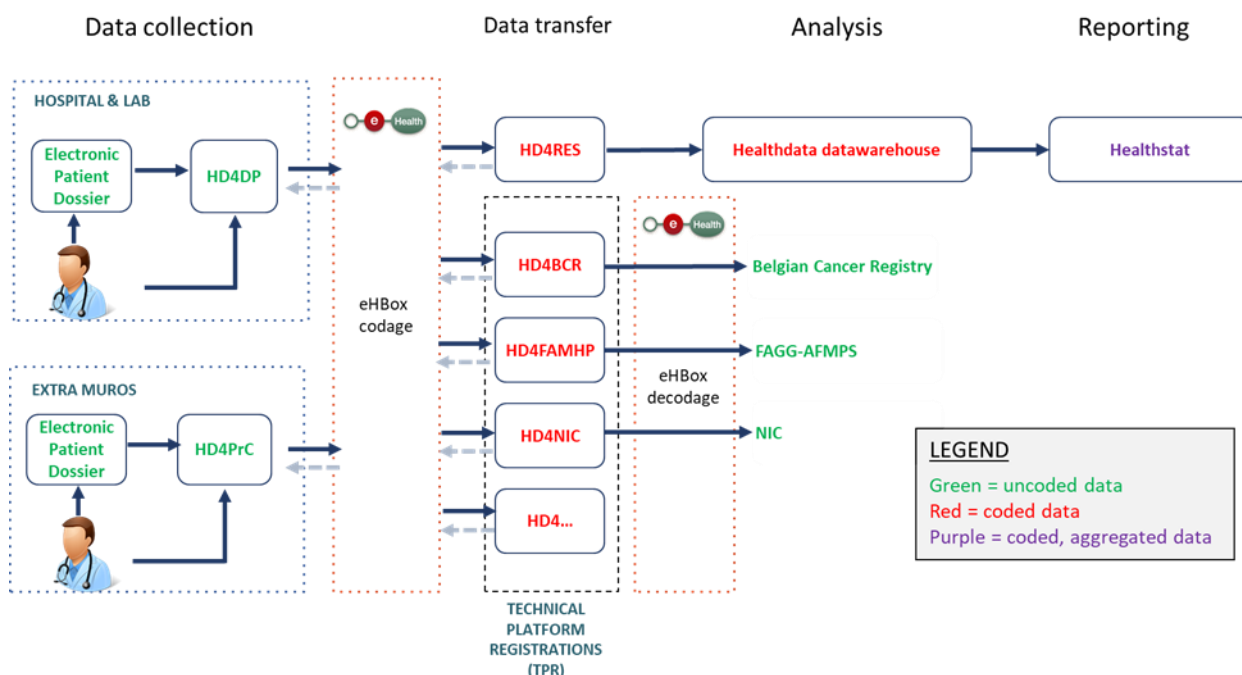 Data collection
Data transfer
Analysis
Reporting
HOSPITAL & LAB
Electronic
Patient
Dossier
HD4DP
e
Health
HD4RES
Healthdata datawarehouse
Healthstat
e
Health
HD4BCR
Belgian Cancer Registry
eHBox
codage
HD4FAMHP
FAGG-AFMPS
eHBox
decodage
EXTRA MUROS
Electronic
Patient
Dossier
HD4PrC
HD4NIC
NIC
HD4...
TECHNICAL
PLATFORM
REGISTRATIONS
(TPR)
LEGEND
Green = uncoded data
Red = coded data
Purple = coded, aggregated data